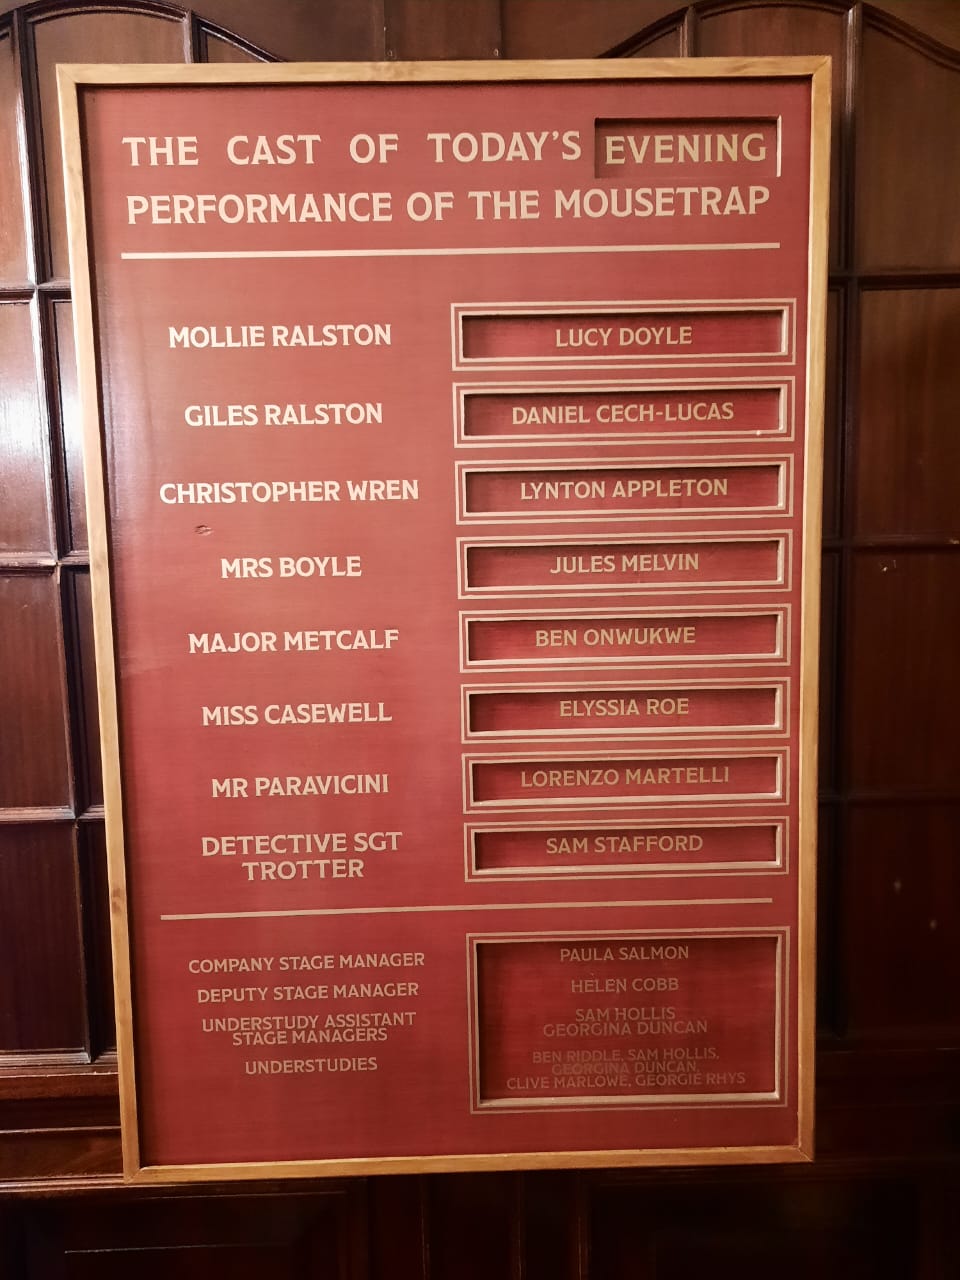 THE CAST OF TODAY'S EVENING
PERFORMANCE OF THE MOUSETRAP
MOLLIE RALSTON LUCY DOYLE
GILES RALSTON DANIEL CECH-LUCAS
CHRISTOPHER WREN LYNTON APPLETON
MRS BOYLE JULES MELVIN
MAJOR METCALF BEN ONWUKWE
MISS CASEWELL ELYSSIA ROE
MR PARAVICINI LORENZO MARTELLI
DETECTIVE SGT
TROTTER
SAM STAFFORD
COMPANY STAGE MANAGER PAULA SALMON
DEPUTY STAGE MANAGER HELEN COBB
UNDERSTUDY ASSISTANT
STAGE MANAGERS
SAM HOLLIS
GEORGINA DUNCAN
UNDERSTUDIES
BEN RIDDLE, SAM HOLLIS,
GEORGINA DUNCAN,
CLIVE MARLOWE, GEORGIE RHYS